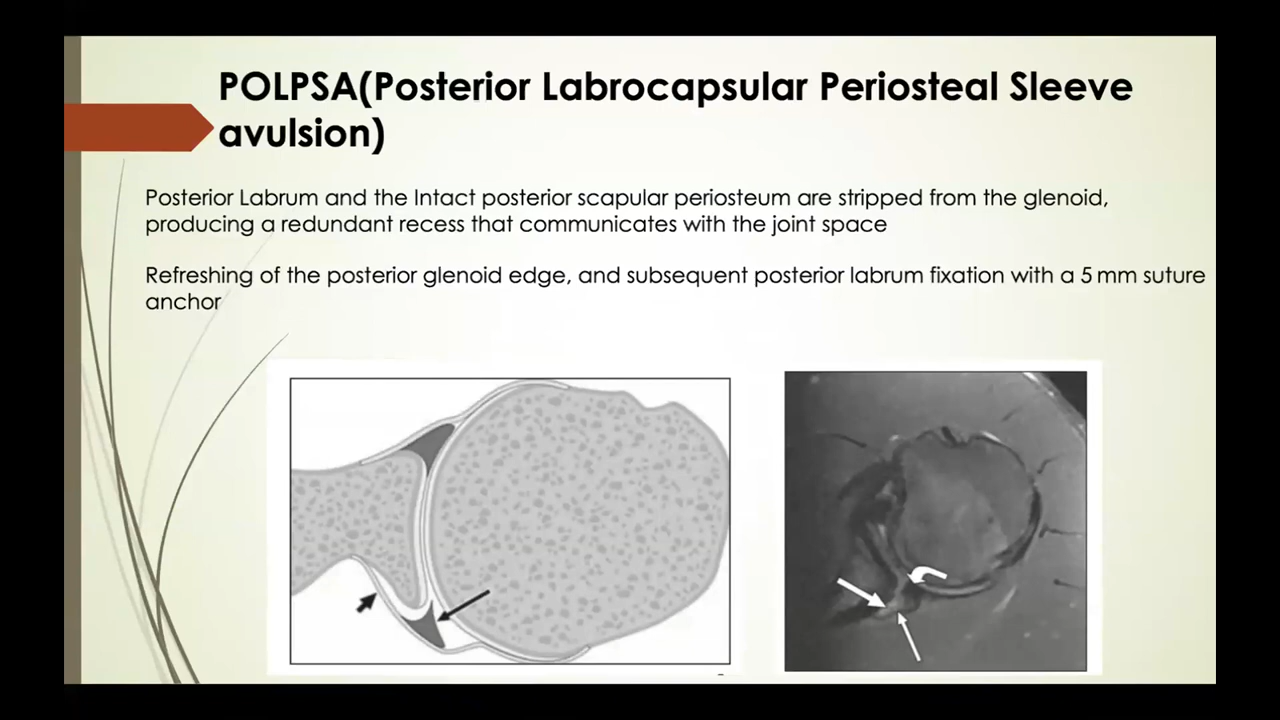 POLPSA(Posterior Labrocapsular Periosteal Sleeve
avulsion)
Posterior Labrum and the Intact posterior scapular periosteum are stripped from the glenoid,
producing a redundant recess that communicates with the joint space
Refreshing of the posterior glenoid edge, and subsequent posterior labrum fixation with a 5 mm suture
anchor